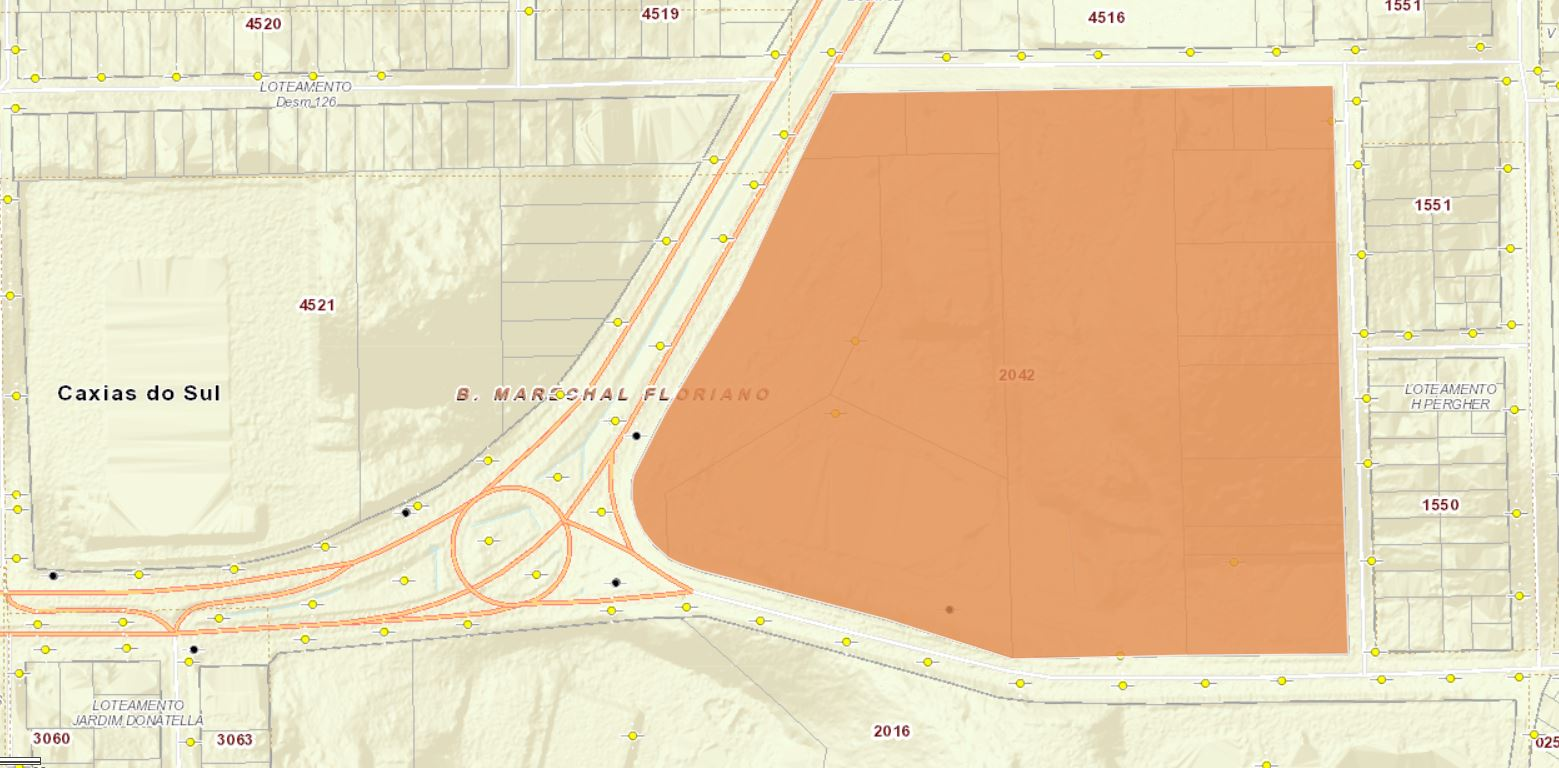 4520
4519
4516
1551
LOTEAMENTO
Desm 126
1551
4521
2042
Caxias do Sul
B. MARECHAL FLORIANO
LOTEAMENTO
H PERGHER
1550
LOTEAMENTO
JARDIM DONATELLA
3060
3063
2016
025
V